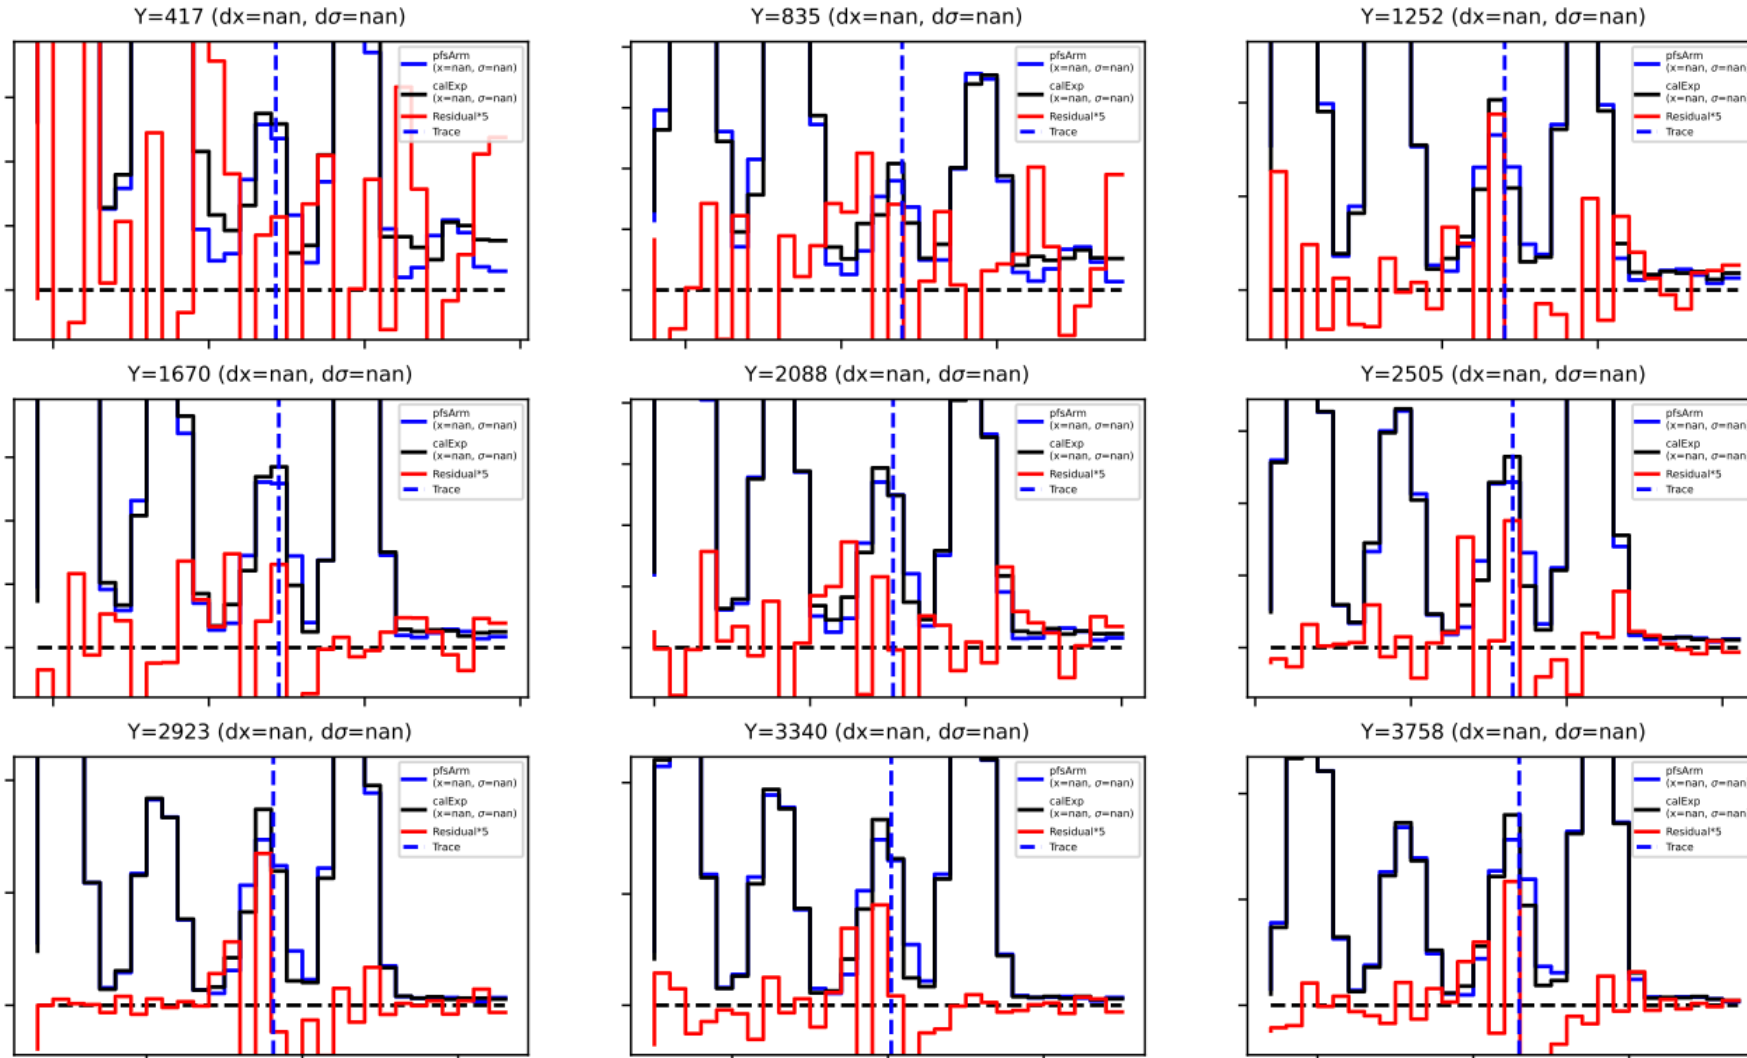 Y=417 (dx=nan, dσ=nan)
pfsArm
(x=nan, σ=nan)
calExp
(x=nan, σ=nan)
Residual*5
Trace
Y=835 (dx=nan, dσ=nan)
pfsArm
(x=nan, σ=nan)
calExp
(x=nan, σ=nan)
Residual*5
Trace
Y=1252 (dx=nan, dσ=nan)
pfsArm
(x=nan, σ=nan
calExp
(x=nan, σ=nan
Residual*5
Trace
Y=1670 (dx=nan, dσ=nan)
pfsArm
(x=nan, σ=nan)
calExp
(x=nan, σ=nan)
Residual*5
Trace
Y=2088 (dx=nan, dσ=nan)
pfsArm
(x=nan, σ=nan)
calExp
(x=nan, σ=nan)
Residual*5
Trace
Y=2505 (dx=nan, dσ=nan)
pfsArm
(x=nan, σ=nan
calExp
(x=nan, σ=nan
Residual*5
Trace
Y=2923 (dx=nan, dσ=nan)
pfsArm
(x=nan, σ=nan)
calExp
(x=nan, σ=nan)
Residual*5
Trace
Y=3340 (dx=nan, dσ=nan)
pfsArm
(x=nan, σ=nan)
calExp
(x=nan, σ=nan)
Residual*5
Trace
Y=3758 (dx=nan, dσ=nan)
pfsArm
(x=nan, σ=nan
calExp
(x=nan, σ=nan
Residual*5
Trace